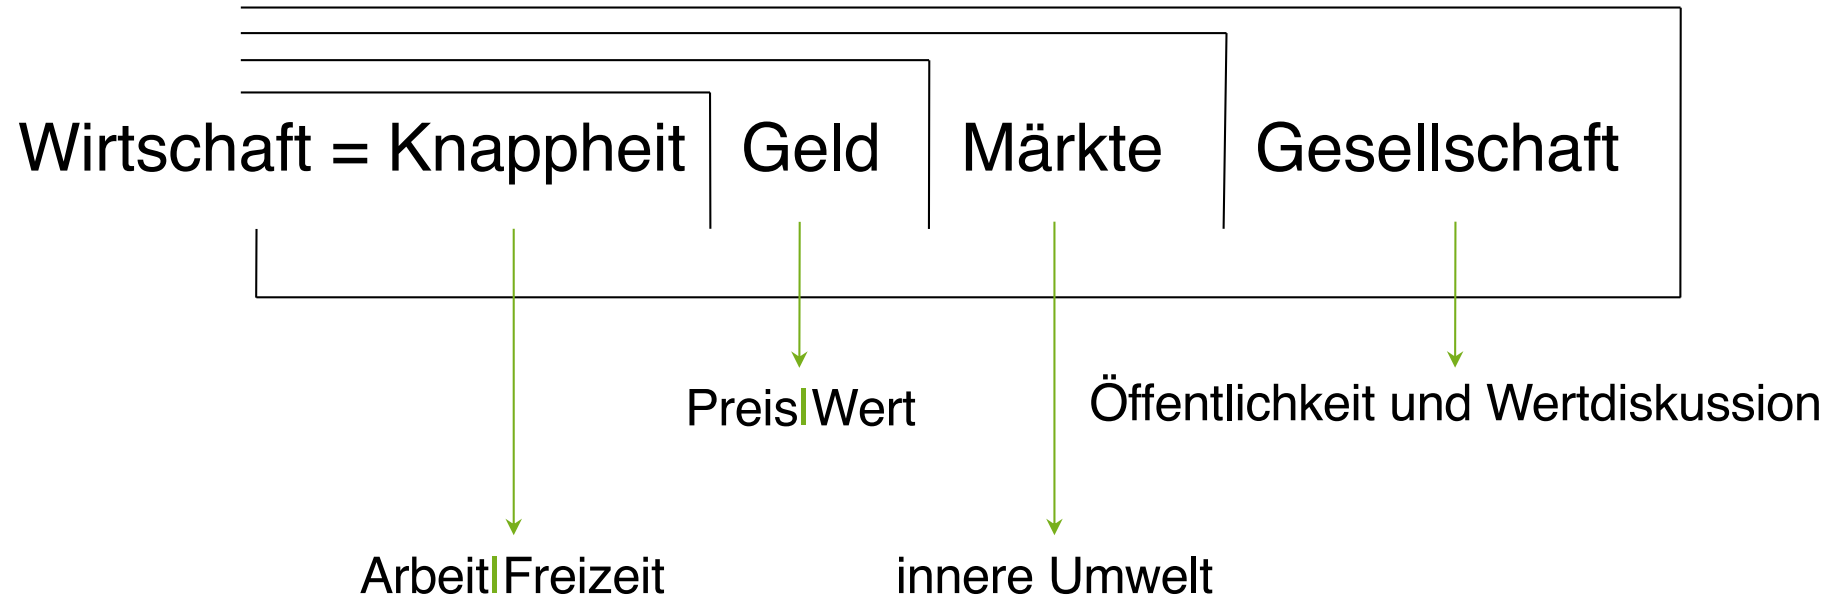 Wirtschaft = Knappheit Geld Märkte Gesellschaft
Preis|Wert Öffentlichkeit und Wertdiskussion
Arbeit|Freizeit innere Umwelt